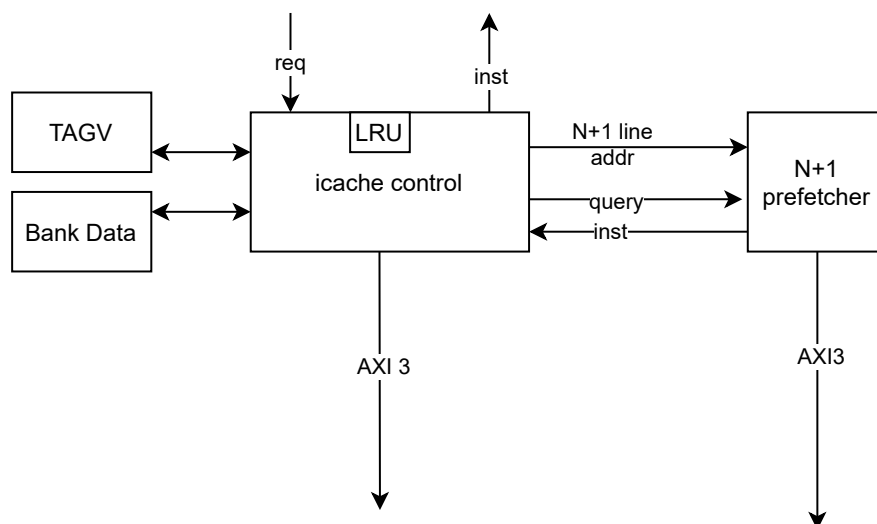 req
inst
TAGV
LRU
N+1 line
addr
icache control
N+1
prefetcher
query
Bank Data
inst
AXI 3
AXI3